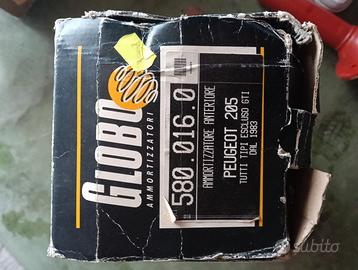 GLOBO
AMMORTIZZATORI
580.016.0
AMMORTIZZATORE ANTERIORE
PEUGEOT 205
TUTTI TIPI ESCLUSO GTI
DAL 1983
subito